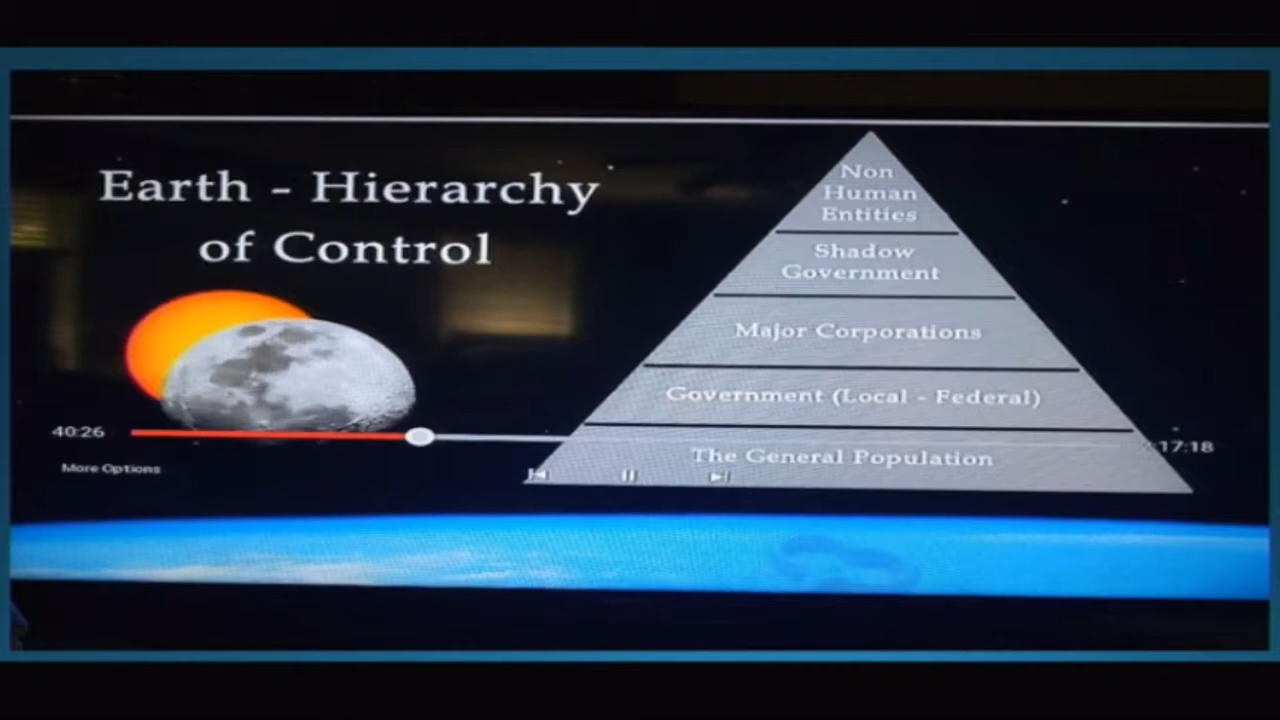 Earth - Hierarchy
of Control
Non
Human
Entities
Shadow
Government
Major Corporations
Government (Local - Federal)
The General Population
40:26
17:18
More Options